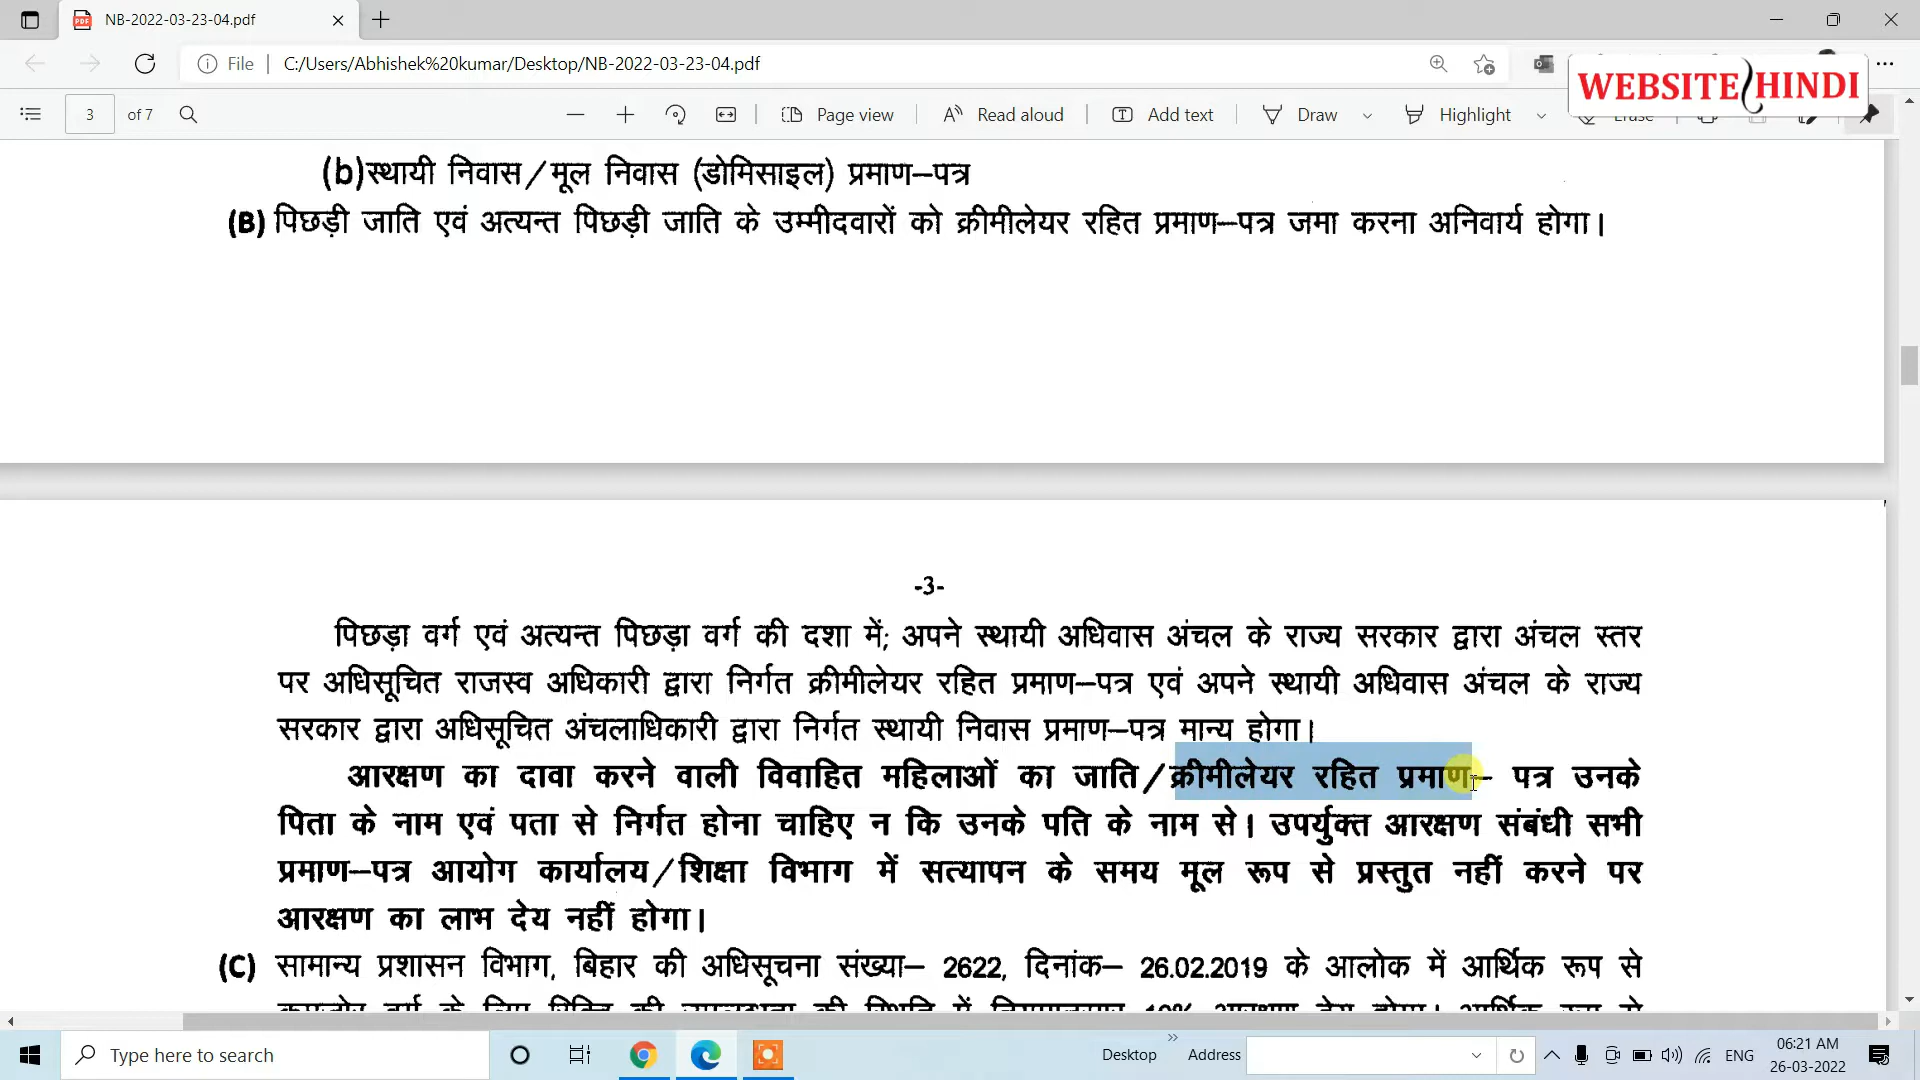 NB-2022-03-23-04.pdf
File
C:/Users/Abhishek%20kumar/Desktop/NB-2022-03-23-04.pdf
WEBSITE HINDI
3 of 7
Page view
Read aloud
Add text
Draw
Highlight
(b)स्थायी निवास/मूल निवास (डोमिसाइल) प्रमाण–पत्र
(B) पिछड़ी जाति एवं अत्यन्त पिछड़ी जाति के उम्मीदवारों को क्रीमीलेयर रहित प्रमाण–पत्र जमा करना अनिवार्य होगा।
-3-
पिछड़ा वर्ग एवं अत्यन्त पिछड़ा वर्ग की दशा में; अपने स्थायी अधिवास अंचल के राज्य सरकार द्वारा अंचल स्तर
पर अधिसूचित राजस्व अधिकारी द्वारा निर्गत क्रीमीलेयर रहित प्रमाण–पत्र एवं अपने स्थायी अधिवास अंचल के राज्य
सरकार द्वारा अधिसूचित अंचलाधिकारी द्वारा निर्गत स्थायी निवास प्रमाण–पत्र मान्य होगा।
आरक्षण का दावा करने वाली विवाहित महिलाओं का जाति/क्रीमीलेयर रहित प्रमाण– पत्र उनके
पिता के नाम एवं पता से निर्गत होना चाहिए न कि उनके पति के नाम से। उपर्युक्त आरक्षण संबंधी सभी
प्रमाण–पत्र आयोग कार्यालय/शिक्षा विभाग में सत्यापन के समय मूल रूप से प्रस्तुत नहीं करने पर
आरक्षण का लाभ देय नहीं होगा।
(C) सामान्य प्रशासन विभाग, बिहार की अधिसूचना संख्या– 2622, दिनांक– 26.02.2019 के आलोक में आर्थिक रूप से
Type here to search
Desktop
Address
ENG
06:21 AM
26-03-2022